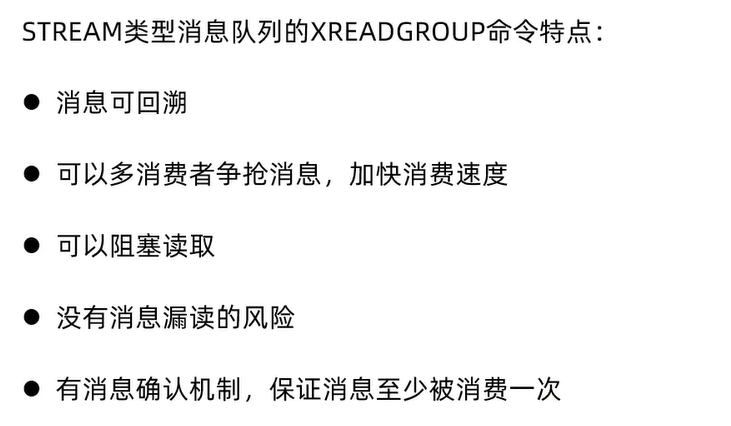 STREAM类型消息队列的XREADGROUP命令特点：
● 消息可回溯
● 可以多消费者争抢消息，加快消费速度
● 可以阻塞读取
● 没有消息漏读的风险
● 有消息确认机制，保证消息至少被消费一次